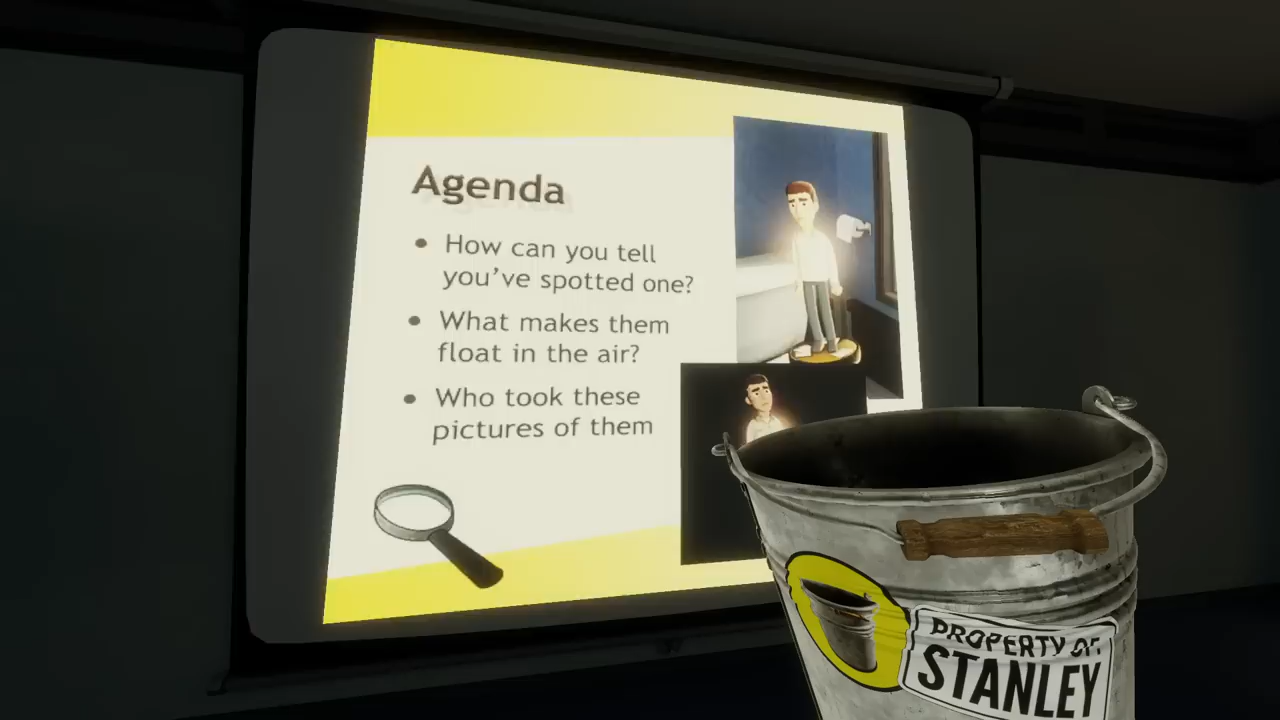 Agenda
• How can you tell
you've spotted one?
• What makes them
float in the air?
• Who took these
pictures of them
PROPERTY OF
STANLEY